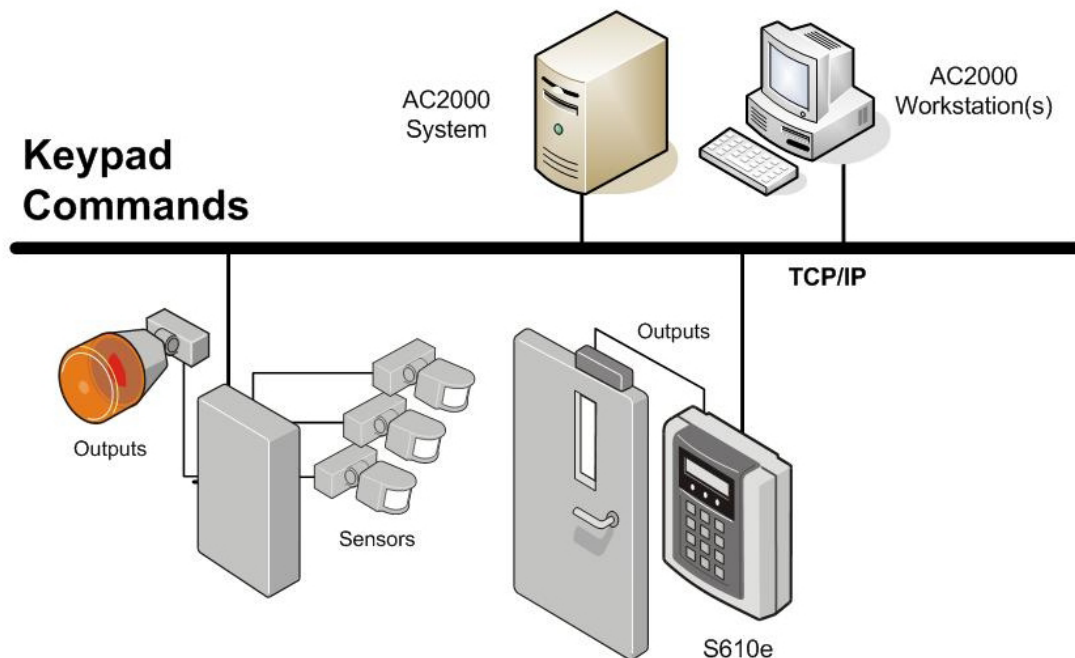 AC2000
System
AC2000
Workstation(s)
Keypad
Commands
TCP/IP
Outputs
Outputs
Sensors
S610e